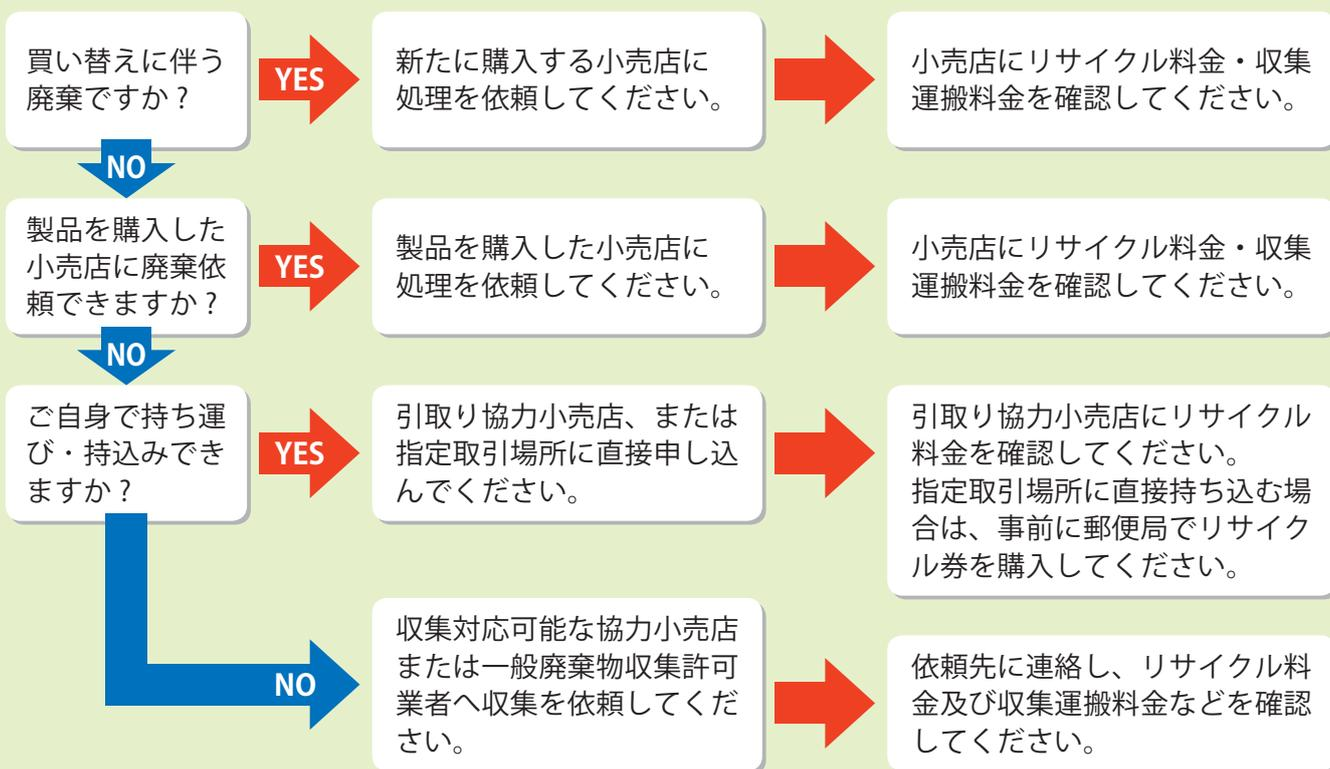 買い替えに伴う
廃棄ですか?
YES
新たに購入する小売店に
処理を依頼してください。
小売店にリサイクル料金・収集
運搬料金を確認してください。
NO
製品を購入した
小売店に廃棄依
頼できますか?
YES
製品を購入した小売店に
処理を依頼してください。
小売店にリサイクル料金・収集
運搬料金を確認してください。
NO
ご自身で持ち運
び・持込みでき
ますか?
YES
引取り協力小売店、または
指定取引場所に直接申し込
んでください。
引取り協力小売店にリサイクル
料金を確認してください。
指定取引場所に直接持ち込む場
合は、事前に郵便局でリサイク
ル券を購入してください。
NO
収集対応可能な協力小売店
または一般廃棄物収集許可
業者へ収集を依頼してくだ
さい。
依頼先に連絡し、リサイクル料
金及び収集運搬料金などを確認
してください。